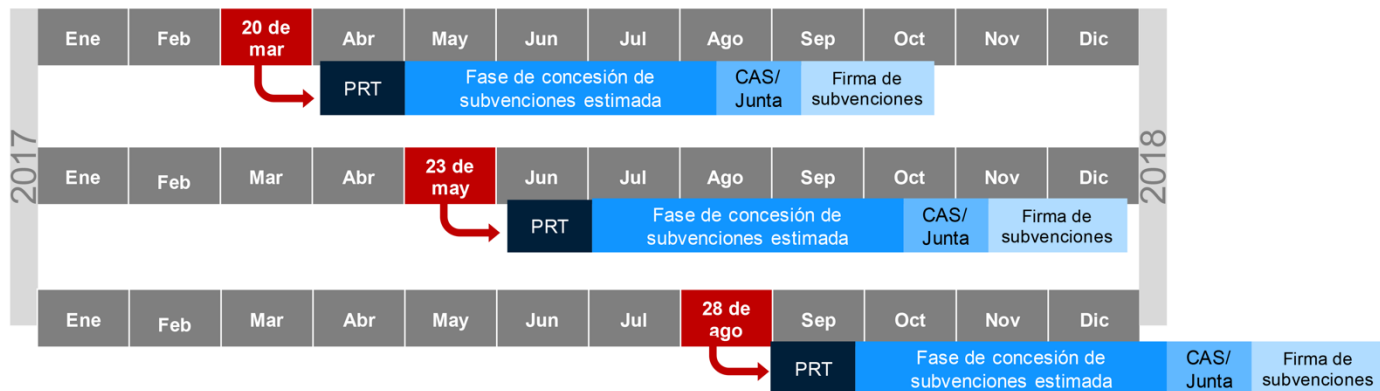 2017
Ene Feb 20 de mar Abr May Jun Jul Ago Sep Oct Nov Dic
PRT
Fase de concesión de
subvenciones estimada
CAS/
Junta
Firma de
subvenciones
Ene Feb Mar Abr 23 de may Jun Jul Ago Sep Oct Nov Dic
PRT
Fase de concesión de
subvenciones estimada
CAS/
Junta
Firma de
subvenciones
Ene Feb Mar Abr May Jun Jul 28 de ago Sep Oct Nov Dic
PRT
Fase de concesión de
subvenciones estimada
CAS/
Junta
Firma de
subvenciones
2018